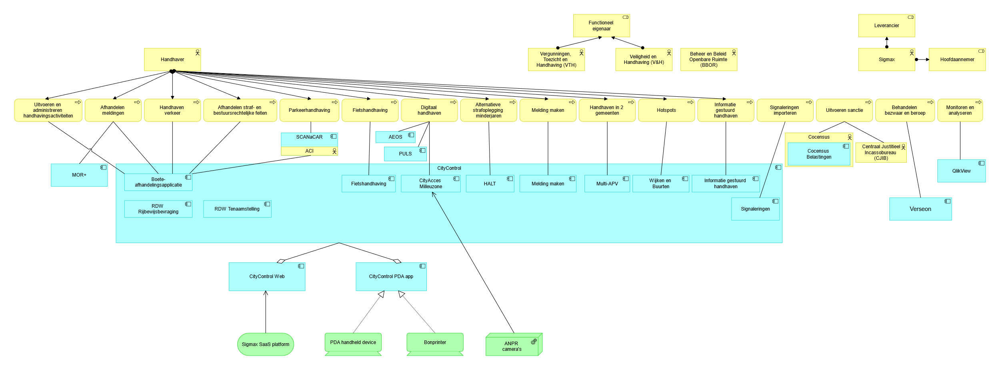 Functioneel
eigenaar
Leverancier
Handhaver
Vergunningen,
Toezicht en
Handhaving (VTH)
Veiligheid en
Handhaving (V&H)
Beheer en Beleid
Openbare Ruimte
(BBOR)
Sigmax
Hoofdaannemer
Uitvoeren en
administreren
handhavingsactiviteiten
Afhandelen
meldingen
Handhaven
verkeer
Afhandelen straf- en
bestuursrechtelijke feiten
Parkeerhandhaving
Fietshandhaving
Digitaal
handhaven
Alternatieve
strafoplegging
minderjaren
Melding maken
Handhaven in 2
gemeenten
Hotspots
Informatie
gestuurd
handhaven
Signaleringen
importeren
Uitvoeren sanctie
Behandelen
bezwaar en beroep
Monitoren en
analyseren
SCANaCAR
ACI
AEOS
PULS
Cocensus
Cocensus
Belastingen
Centraal Justitieel
Incassobureau
(CJIB)
MOR+
CityControl
QlikView
Boete-
afhandelingsapplicatie
Fietshandhaving
CityAcces
Milleuzone
HALT
Melding maken
Multi-APV
Wijken en
Buurten
Informatie gestuurd
handhaven
RDW
Rijbewijsbevraging
RDW Tenaamstelling
Signaleringen
Verseon
CityControl Web
CityControl PDA app
Sigmax SaaS platform
PDA handheld device
Bonprinter
ANPR
camera's